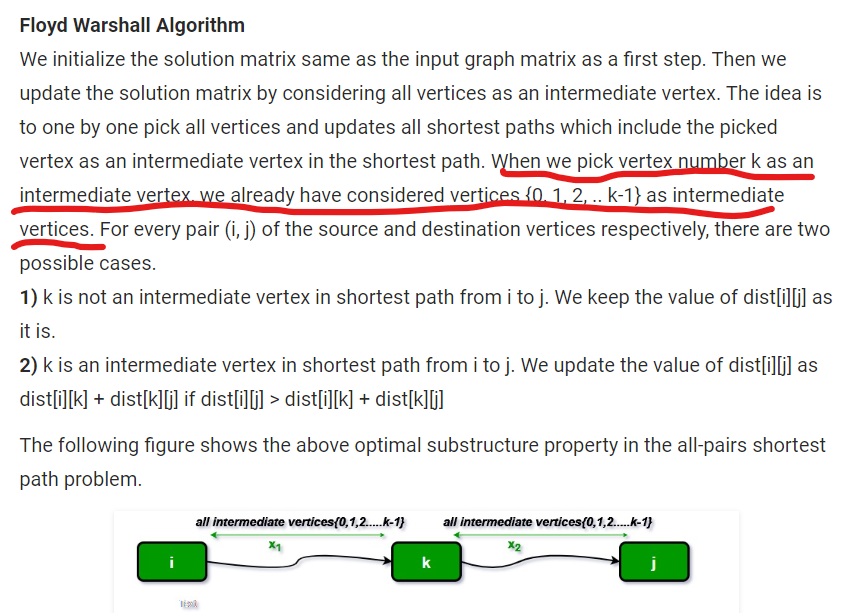 Floyd Warshall Algorithm
We initialize the solution matrix same as the input graph matrix as a first step. Then we
update the solution matrix by considering all vertices as an intermediate vertex. The idea is
to one by one pick all vertices and updates all shortest paths which include the picked
vertex as an intermediate vertex in the shortest path. When we pick vertex number k as an
intermediate vertex, we already have considered vertices {0, 1, 2, .. k-1} as intermediate
vertices. For every pair (i, j) of the source and destination vertices respectively, there are two
possible cases.
1) k is not an intermediate vertex in shortest path from i to j. We keep the value of dist[i][j] as
it is.
2) k is an intermediate vertex in shortest path from i to j. We update the value of dist[i][j] as
dist[i][k] + dist[k][j] if dist[i][j] > dist[i][k] + dist[k][j]
The following figure shows the above optimal substructure property in the all-pairs shortest
path problem.
all intermediate vertices{0,1,2.....k-1} all intermediate vertices{0,1,2.....k-1}
x1 x2
i k j